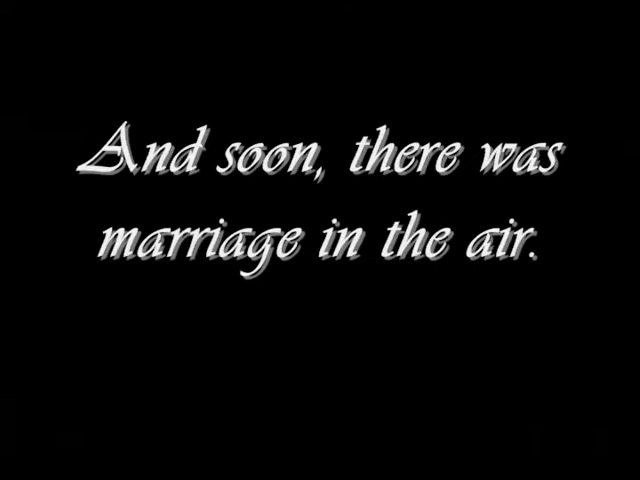 And soon, there was
marriage in the air.